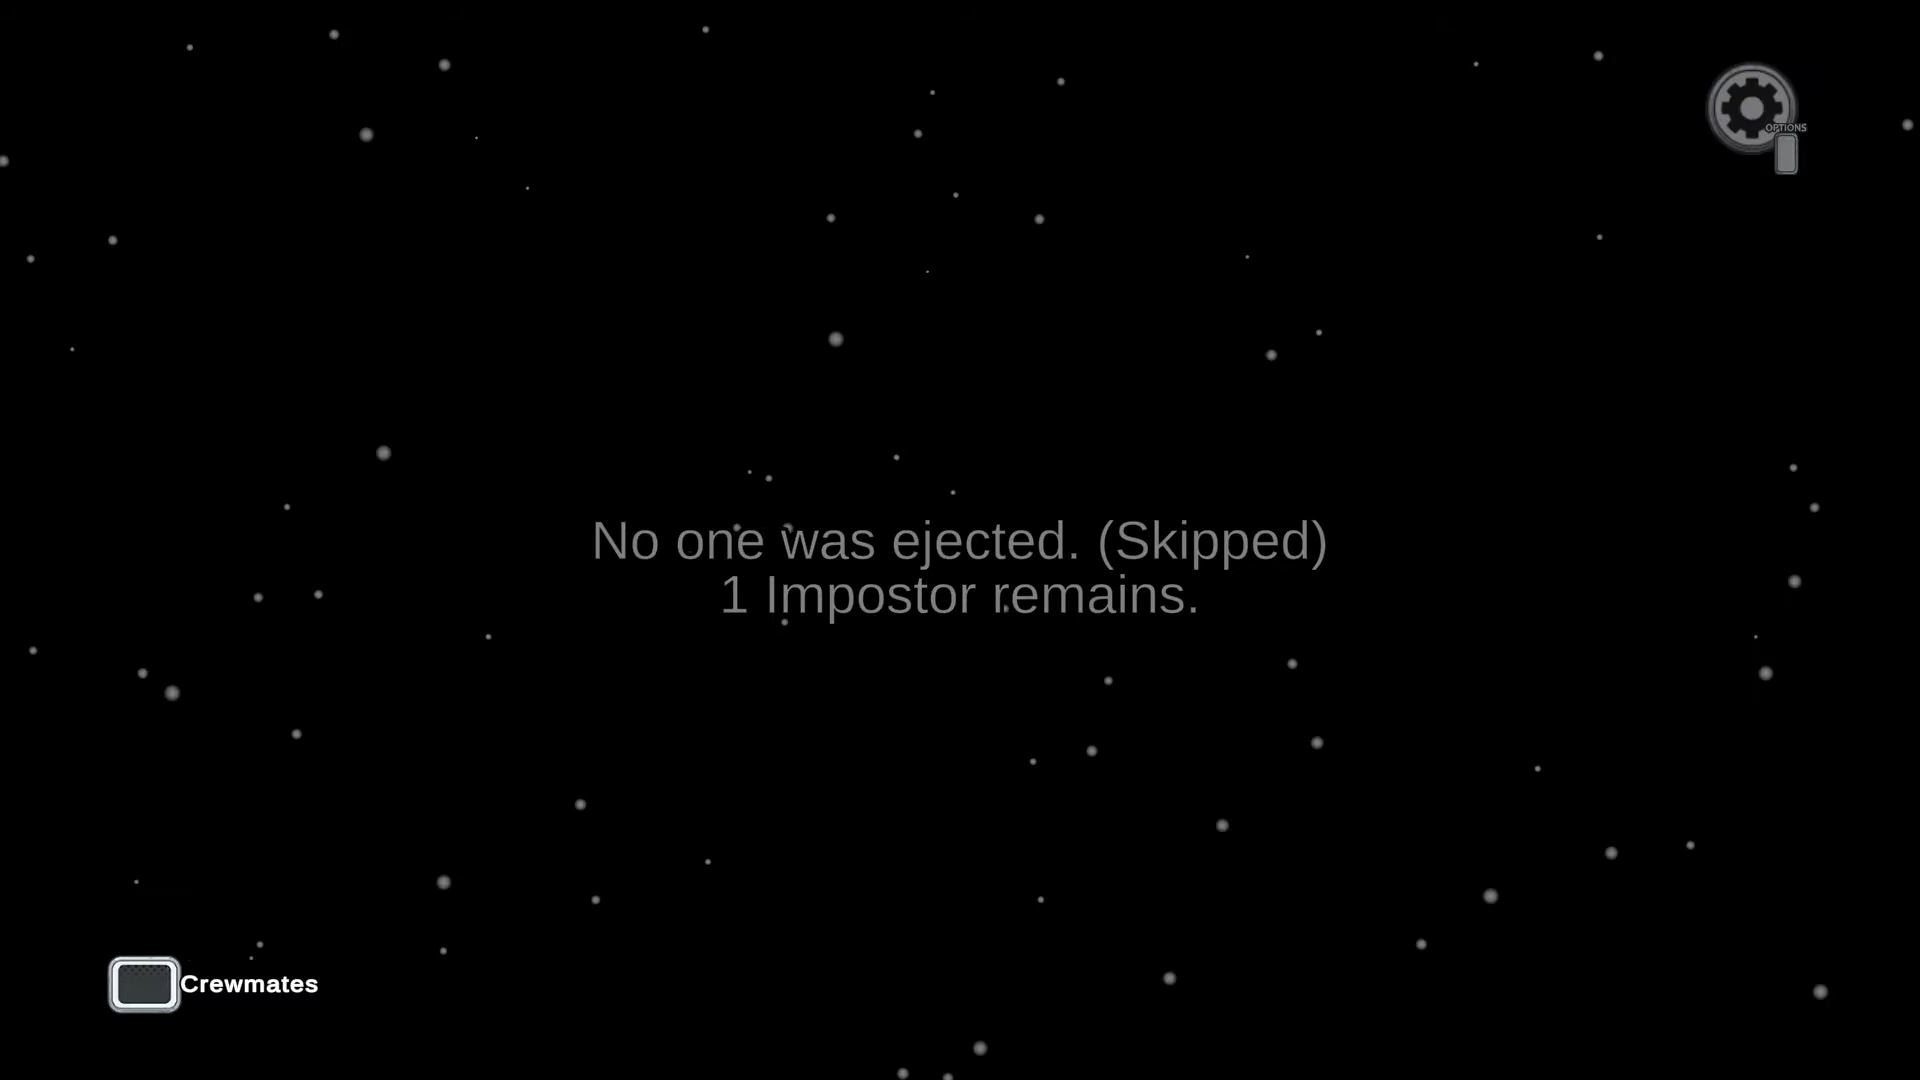 OPTIONS
No one was ejected. (Skipped)
1 Impostor remains.
Crewmates